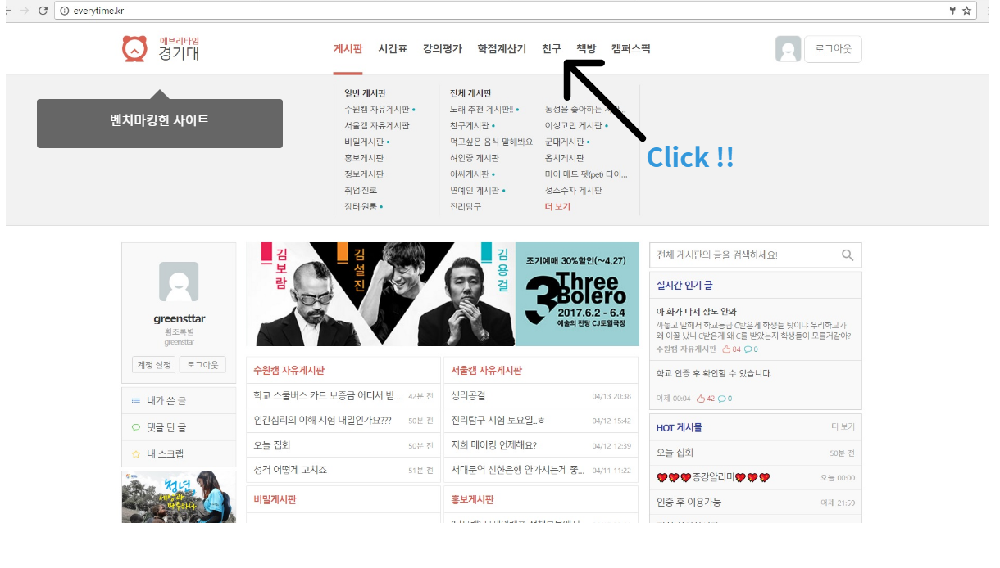 everytime.kr
에브리타임
경기대
게시판 시간표 강의평가 학점계산기 친구 책방 캠퍼스픽
로그아웃
벤치마킹한 사이트
일반 게시판
수원캠 자유게시판
서울캠 자유게시판
비밀게시판
홍보게시판
정보게시판
취업·진로
장터·원룸
전체 게시판
노래 추천 게시판!!
친구게시판
먹고싶은 음식 말해봐요
허언증 게시판
아싸게시판
연예인 게시판
진리탐구
동성을 좋아하는
이성고민 게시판
군대게시판
옵치게시판
마이 매드 펫(pet) 다이...
성소수자 게시판
더 보기
Click !!
greensttar
원조특별
greensttar
계정 설정 로그아웃
내가 쓴 글
댓글 단 글
내 스크랩
청년,
세상과
맞후하다
김보람
김설진
김용걸
조기예매 30%할인(~4.27)
3 Three
Bolero
2017.6.2 - 6.4
예술의 전당 CJ토월극장
수원캠 자유게시판
학교 스쿨버스 카드 보증금 어디서 받... 42분 전
인간심리의 이해 시험 내일인가요??? 50분 전
오늘 집회 50분 전
성격 어떻게 고치죠 51분 전
비밀게시판
서울캠 자유게시판
생리공결 04/13 20:38
진리탐구 시험 토요일..ㅎ 04/12 15:42
저희 메이킹 언제해요? 04/12 12:39
서대문역 신한은행 안가시는게 좋... 04/11 11:22
홍보게시판
전체 게시판의 글을 검색하세요!
실시간 인기 글
아 화가 나서 잠도 안와
까놓고 말해서 학교등급 C받은게 학생들 탓이냐 우리학교가
왜 이꼴 났니 C받은게 왜 C를 받았는지 학생들이 모를거같아?
수원캠 자유게시판 84 0
학교 인증 후 확인할 수 있습니다.
어제 00:04 42 0
HOT 게시물 더 보기
오늘 집회 50분 전
❤❤❤종강알리미❤❤❤ 오늘 00:00
인증 후 이용가능 어제 21:59